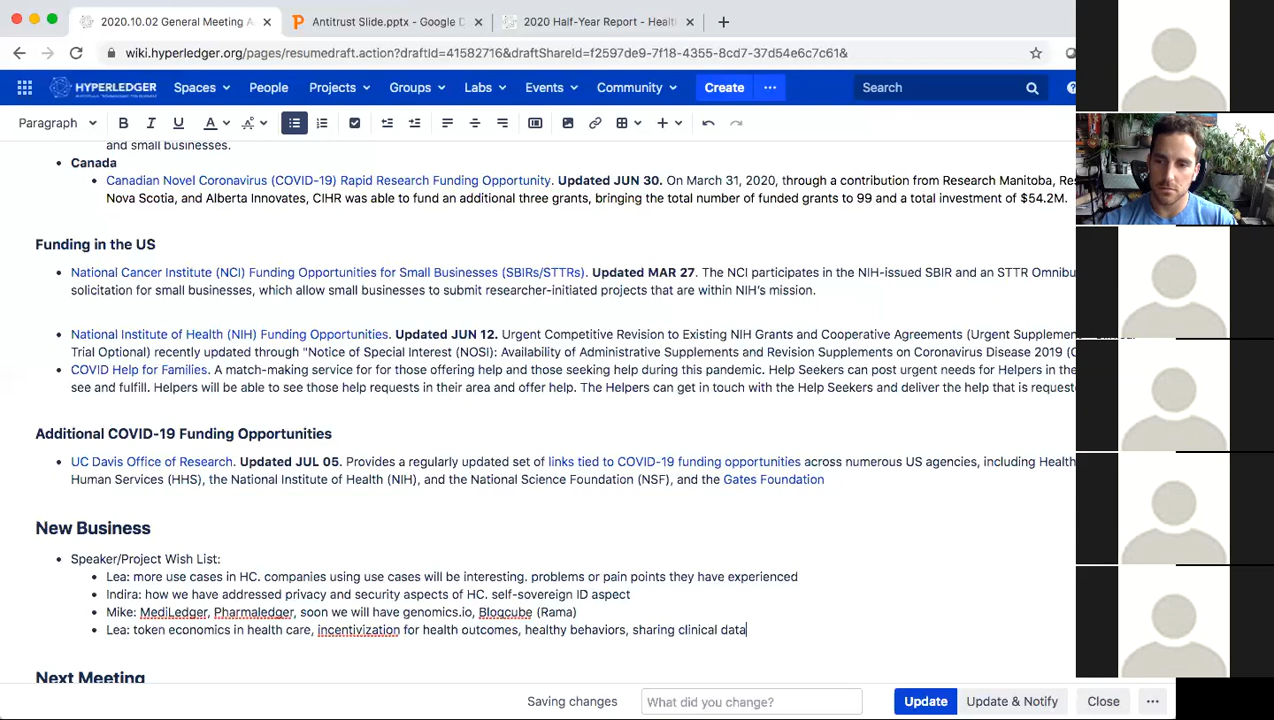 2020.10.02 General Meeting A
Antitrust Slide.pptx - Google D
2020 Half-Year Report - Healt
wiki.hyperledger.org/pages/resumedraft.action?draftId=41582716&draftShareId=f2597de9-7f18-4355-8cd7-37d54e6c7c61&
HYPERLEDGER Spaces People Projects Groups Labs Events Community Create ... Search
Paragraph B I U A
and small businesses.
Canada
Canadian Novel Coronavirus (COVID-19) Rapid Research Funding Opportunity. Updated JUN 30. On March 31, 2020, through a contribution from Research Manitoba, Res
Nova Scotia, and Alberta Innovates, CIHR was able to fund an additional three grants, bringing the total number of funded grants to 99 and a total investment of $54.2M.
Funding in the US
National Cancer Institute (NCI) Funding Opportunities for Small Businesses (SBIRs/STTRs). Updated MAR 27. The NCI participates in the NIH-issued SBIR and an STTR Omnibu
solicitation for small businesses, which allow small businesses to submit researcher-initiated projects that are within NIH's mission.
National Institute of Health (NIH) Funding Opportunities. Updated JUN 12. Urgent Competitive Revision to Existing NIH Grants and Cooperative Agreements (Urgent Supplemen
Trial Optional) recently updated through "Notice of Special Interest (NOSI): Availability of Administrative Supplements and Revision Supplements on Coronavirus Disease 2019 (C
COVID Help for Families. A match-making service for for those offering help and those seeking help during this pandemic. Help Seekers can post urgent needs for Helpers in the
see and fulfill. Helpers will be able to see those help requests in their area and offer help. The Helpers can get in touch with the Help Seekers and deliver the help that is request
Additional COVID-19 Funding Opportunities
UC Davis Office of Research. Updated JUL 05. Provides a regularly updated set of links tied to COVID-19 funding opportunities across numerous US agencies, including Health
Human Services (HHS), the National Institute of Health (NIH), and the National Science Foundation (NSF), and the Gates Foundation
New Business
Speaker/Project Wish List:
Lea: more use cases in HC. companies using use cases will be interesting. problems or pain points they have experienced
Indira: how we have addressed privacy and security aspects of HC. self-sovereign ID aspect
Mike: MediLedger, Pharmaledger, soon we will have genomics.io, Bloqcube (Rama)
Lea: token economics in health care, incentivization for health outcomes, healthy behaviors, sharing clinical data
Next Meeting
Saving changes What did you change? Update Update & Notify Close ...